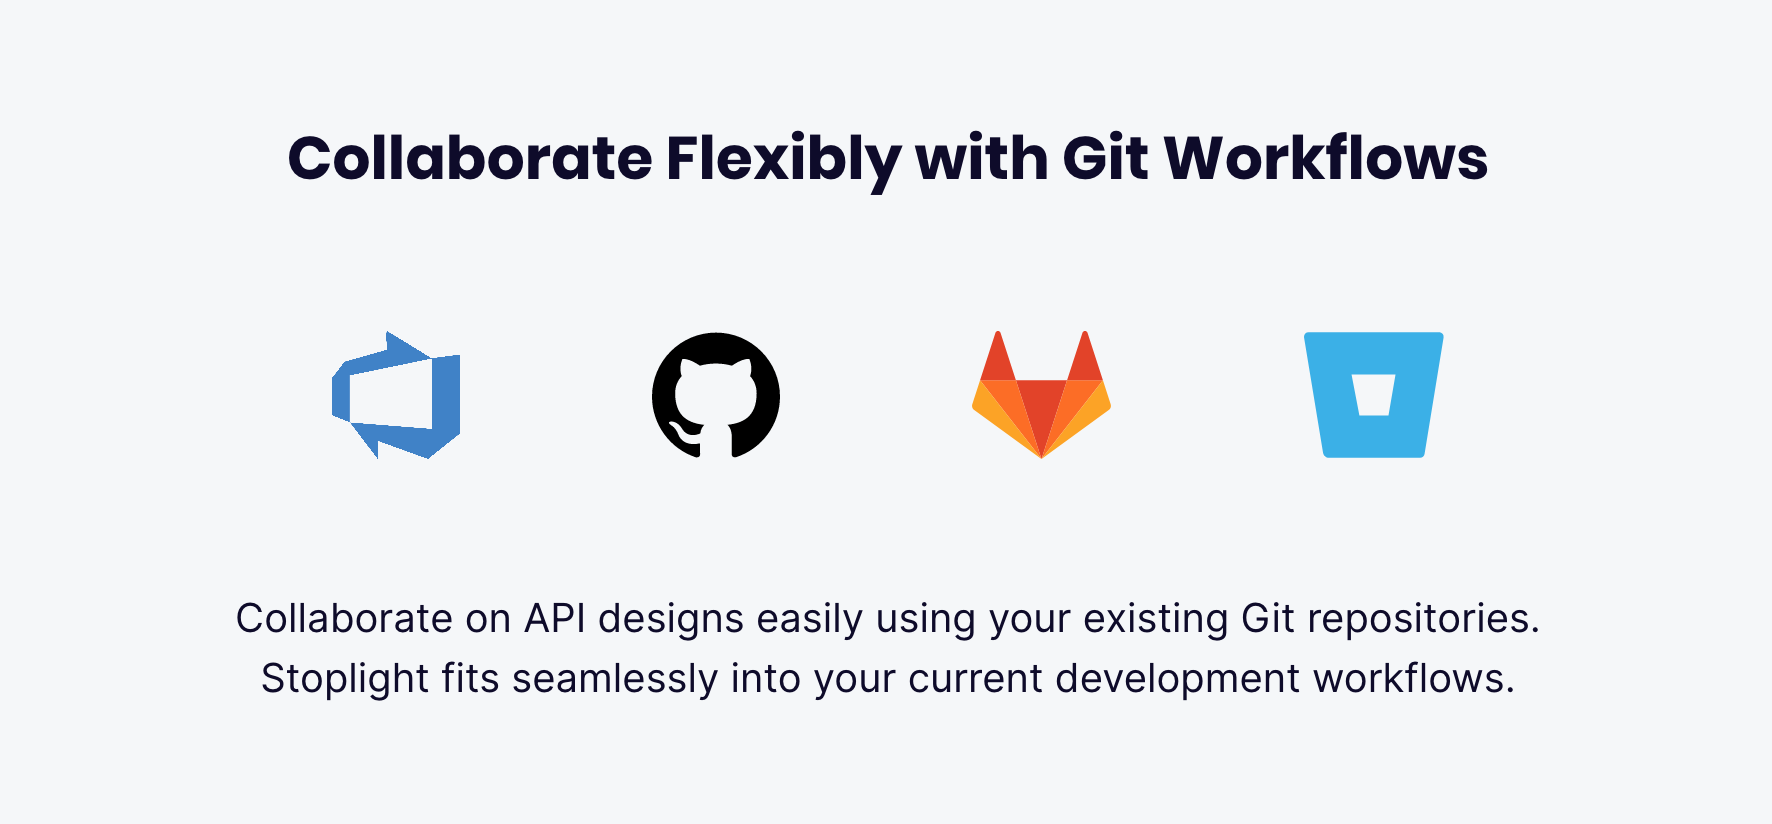 Collaborate Flexibly with Git Workflows
Collaborate on API designs easily using your existing Git repositories.
Stoplight fits seamlessly into your current development workflows.